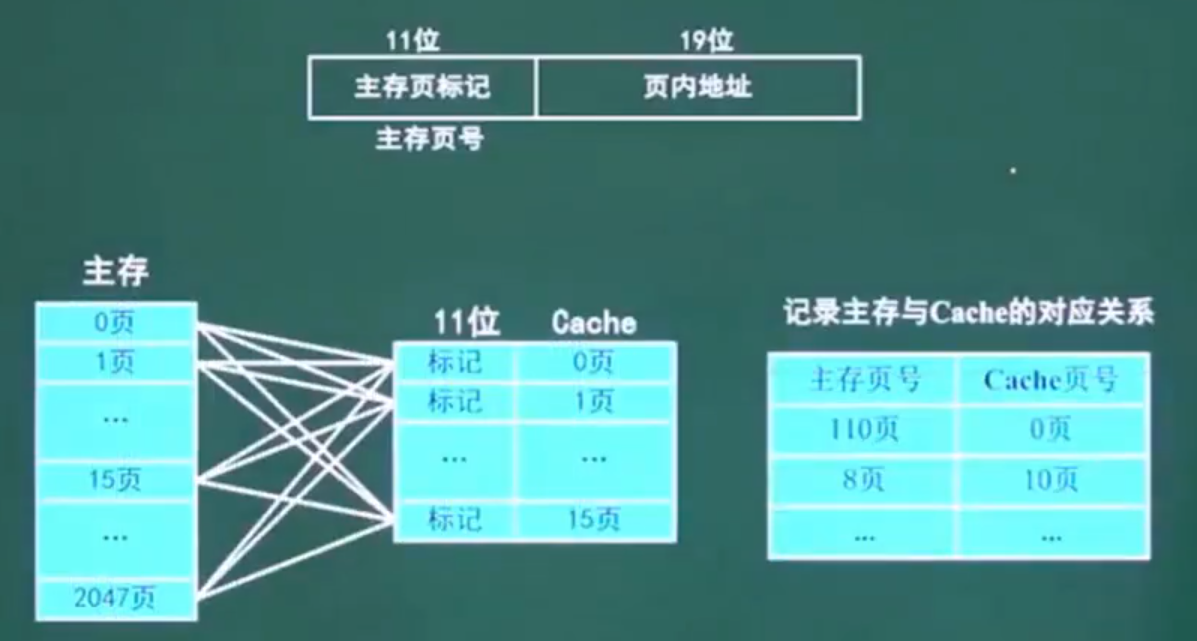 11位 19位
主存页标记 页内地址
主存页号
主存
0页
1页
...
15页
...
2047页
11位 Cache
标记 0页
标记 1页
... ...
标记 15页
记录主存与Cache的对应关系
主存页号 Cache页号
110页 0页
8页 10页
... ...